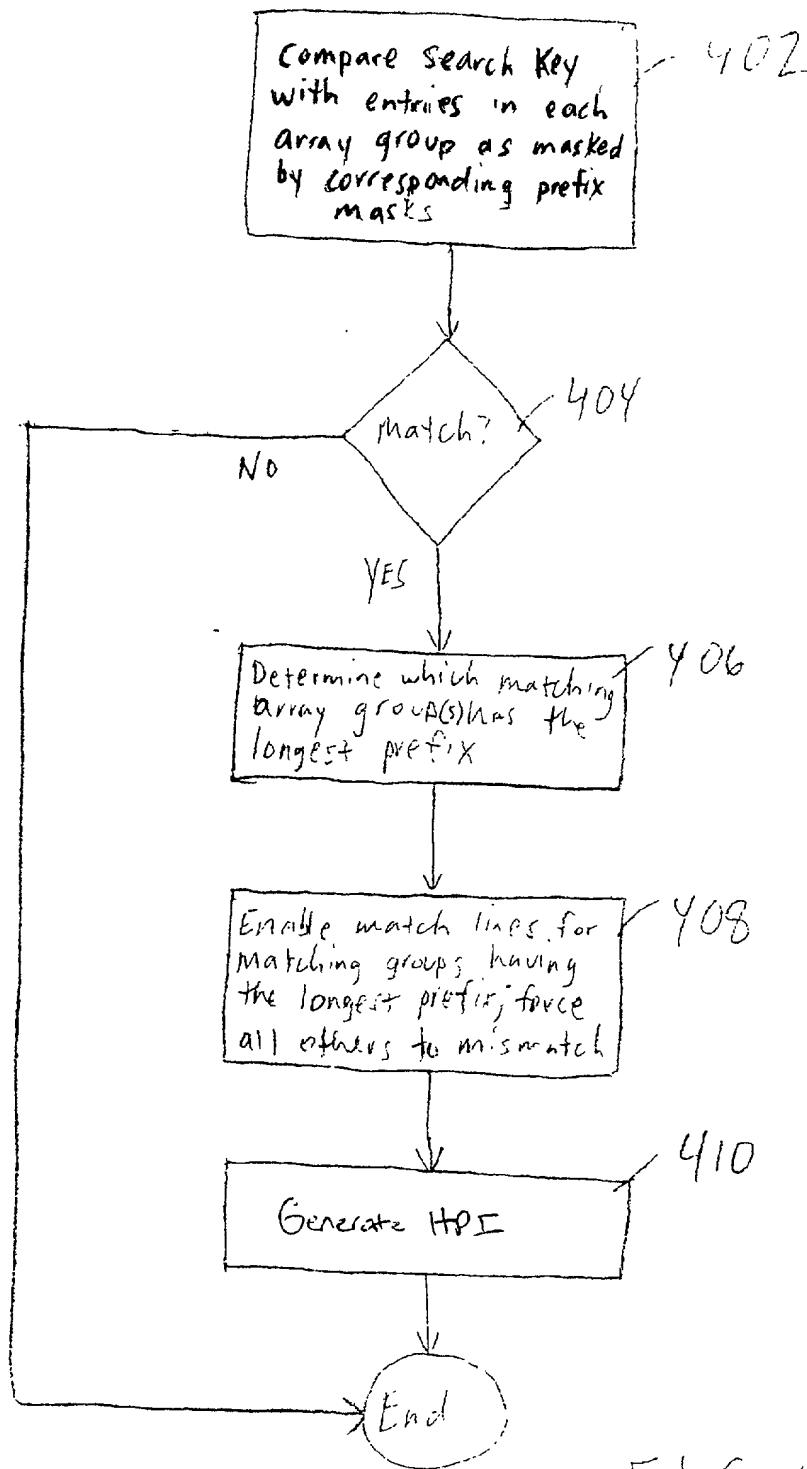 Compare Search Key
with entries in each
array group as masked
by corresponding prefix
masks
402
Match?
404
NO
YES
Determine which matching
array group(s) has the
longest prefix
406
Enable match lines for
matching groups having
the longest prefix; force
all others to mismatch
408
Generate HPI
410
End